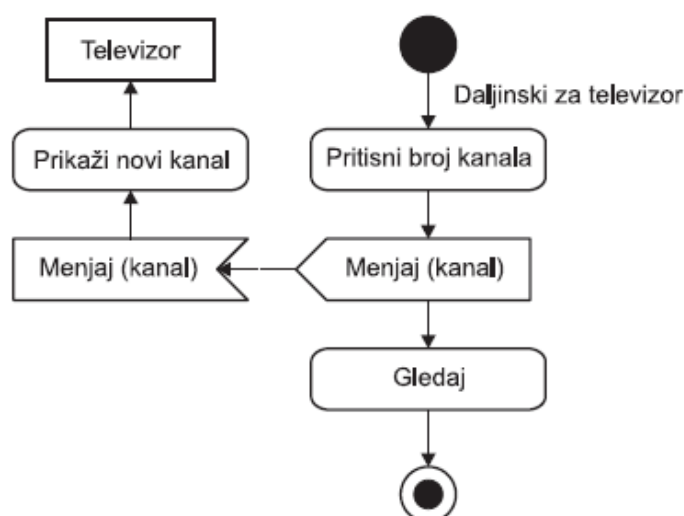 Televizor
Daljinski za televizor
Prikaži novi kanal
Pritisni broj kanala
Menjaj (kanal)
Menjaj (kanal)
Gledaj